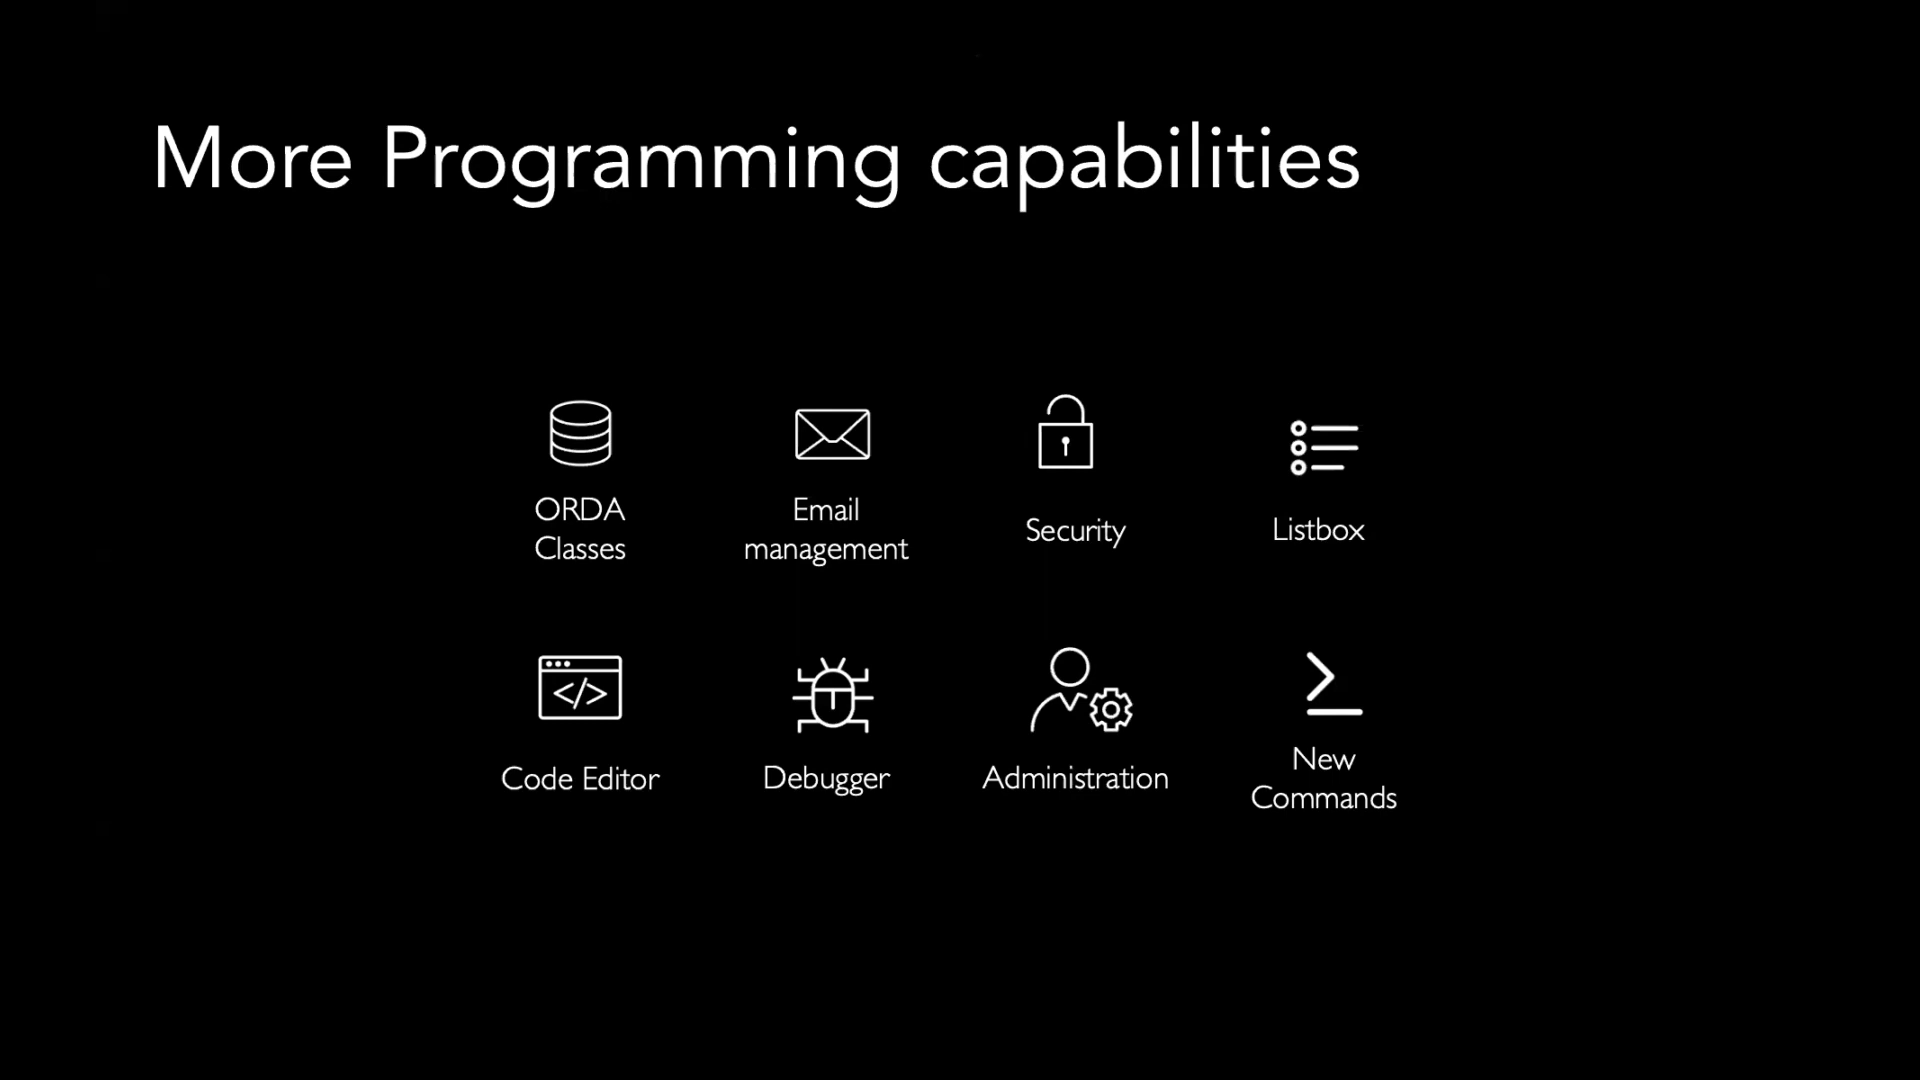 More Programming capabilities
ORDA
Classes
Email
management
Security
Listbox
Code Editor
Debugger
Administration
New
Commands